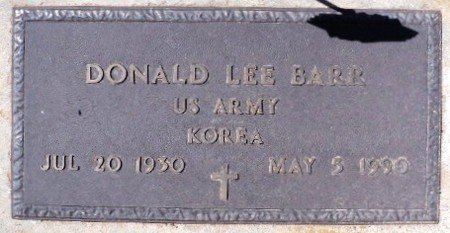 DONALD LEE BARR
US ARMY
KOREA
JUL 20 1930 MAY 5 1990